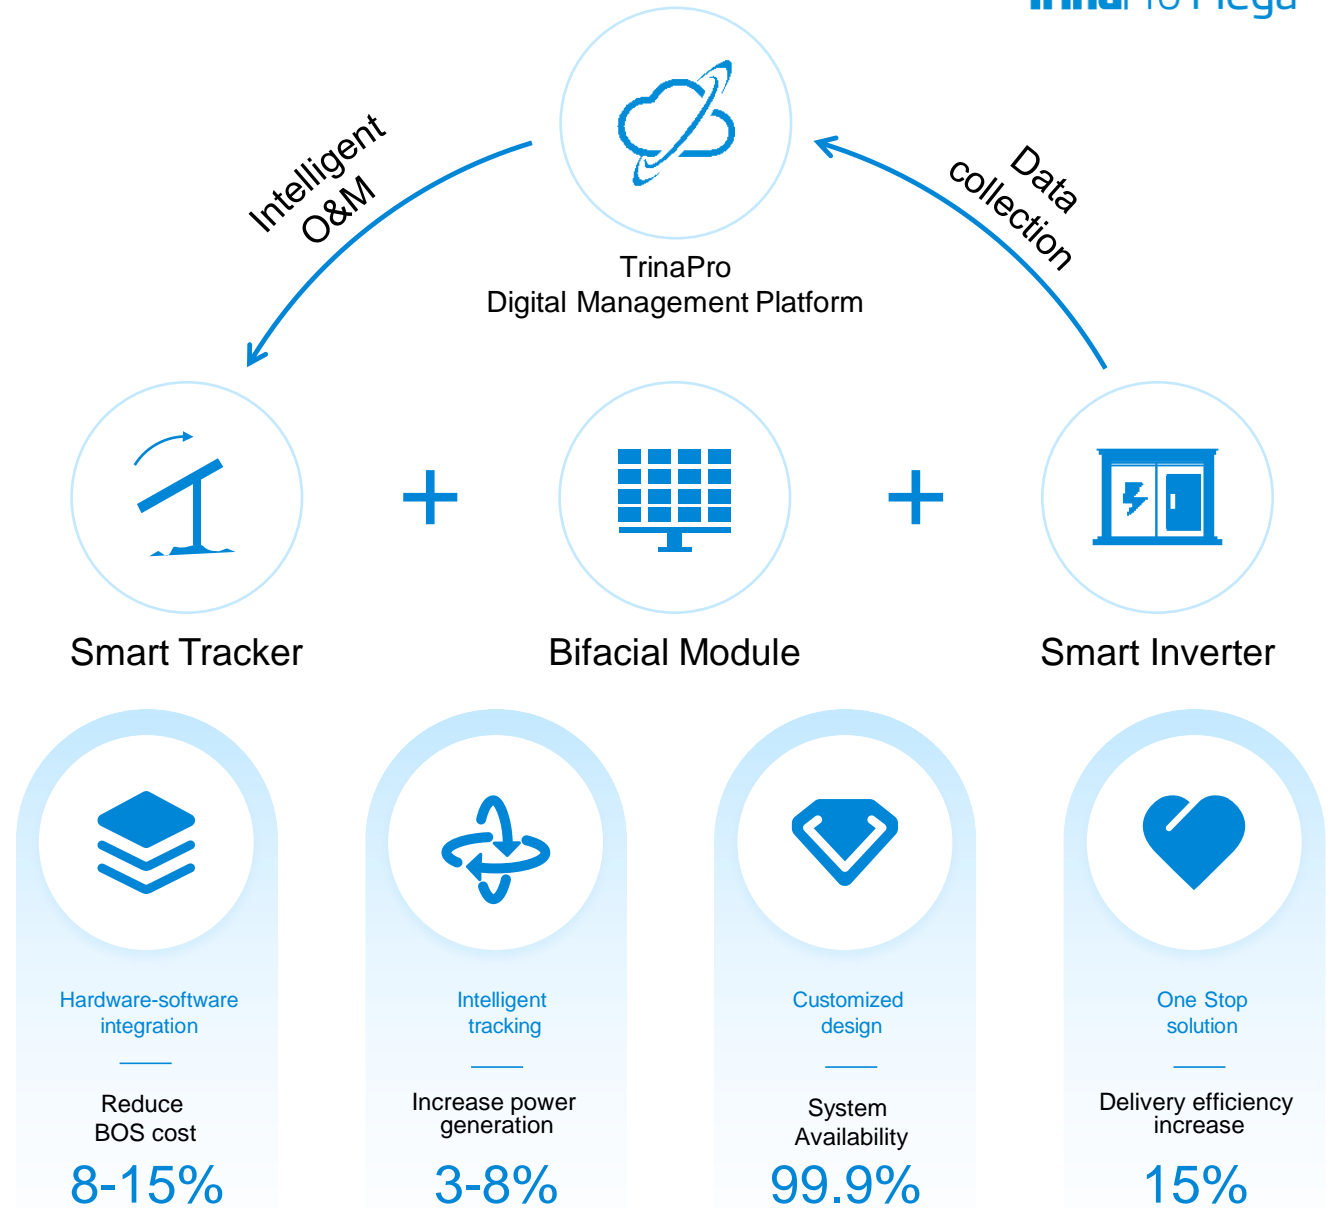 TrinaPro Mega
Intelligent
O&M
Data
collection
TrinaPro
Digital Management Platform
Smart Tracker
Bifacial Module
Smart Inverter
Hardware-software
integration
Reduce
BOS cost
8-15%
Intelligent
tracking
Increase power
generation
3-8%
Customized
design
System
Availability
99.9%
One Stop
solution
Delivery efficiency
increase
15%